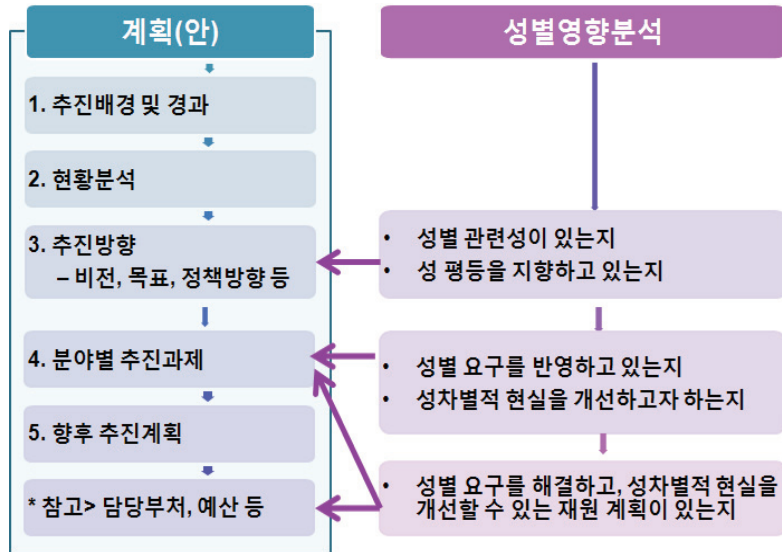 계획(안)
1. 추진배경 및 경과
2. 현황분석
3. 추진방향
– 비전, 목표, 정책방향 등
4. 분야별 추진과제
5. 향후 추진계획
* 참고> 담당부처, 예산 등
성별영향분석
• 성별 관련성이 있는지
• 성 평등을 지향하고 있는지
• 성별 요구를 반영하고 있는지
• 성차별적 현실을 개선하고자 하는지
• 성별 요구를 해결하고, 성차별적 현실을
개선할 수 있는 재원 계획이 있는지